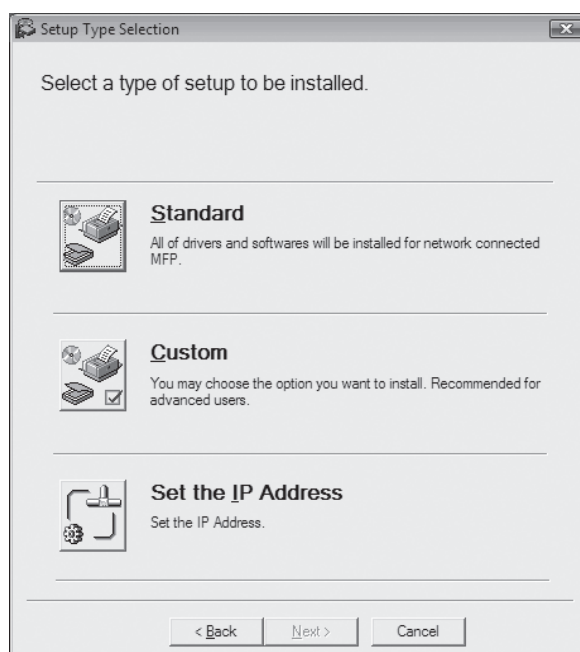 Setup Type Selection
Select a type of setup to be installed.
Standard
All of drivers and softwares will be installed for network connected
MFP.
Custom
You may choose the option you want to install. Recommended for
advanced users.
Set the IP Address
Set the IP Address.
< Back Next > Cancel